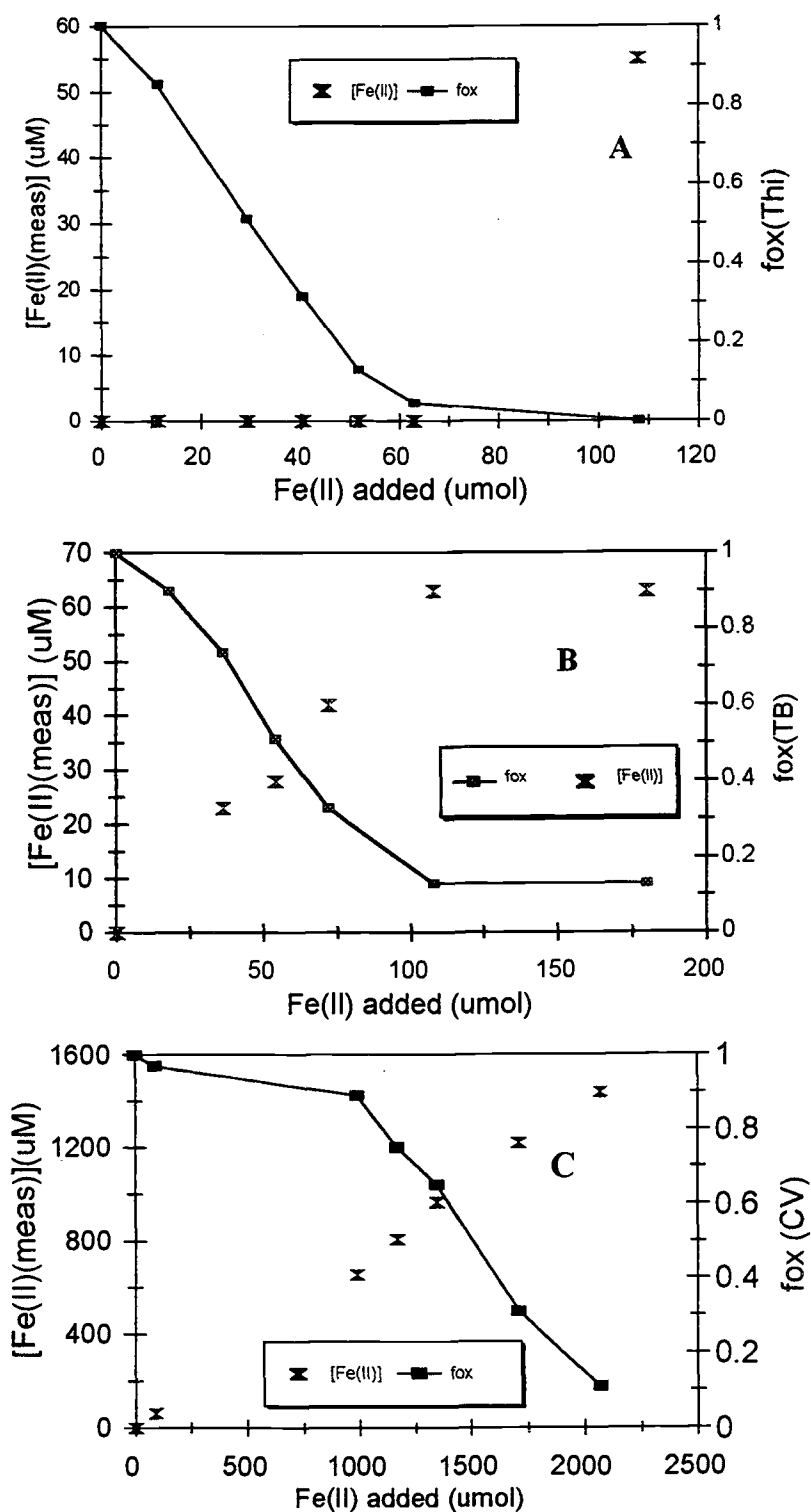 60
50
40
30
20
10
0
[Fe(II)(meas)] (uM)
[Fe(II)] fox
A
1
0.8
0.6
0.4
0.2
0
fox(Thi)
0 20 40 60 80 100 120
Fe(II) added (umol)
70
60
50
40
30
20
10
0
[Fe(II)(meas)] (uM)
B
fox [Fe(II)]
1
0.8
0.6
0.4
0.2
0
fox(TB)
0 50 100 150 200
Fe(II) added (umol)
1600
1200
800
400
0
[Fe(II)(meas)](uM)
C
[Fe(II)] fox
1
0.8
0.6
0.4
0.2
0
fox (CV)
0 500 1000 1500 2000 2500
Fe(II) added (umol)